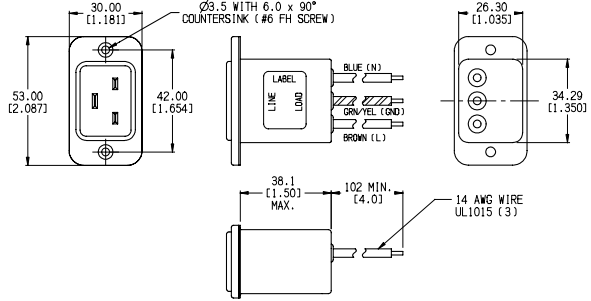 30.00
[1.181]
Ø3.5 WITH 6.0 x 90°
COUNTERSINK (#6 FH SCREW)
26.30
[1.035]
53.00
[2.087]
42.00
[1.654]
LABEL
LINE
LOAD
BLUE (N)
GRN/YEL (GND)
BROWN (L)
34.29
[1.350]
38.1
[1.50]
MAX.
102 MIN.
[4.0]
14 AWG WIRE
UL1015 (3)